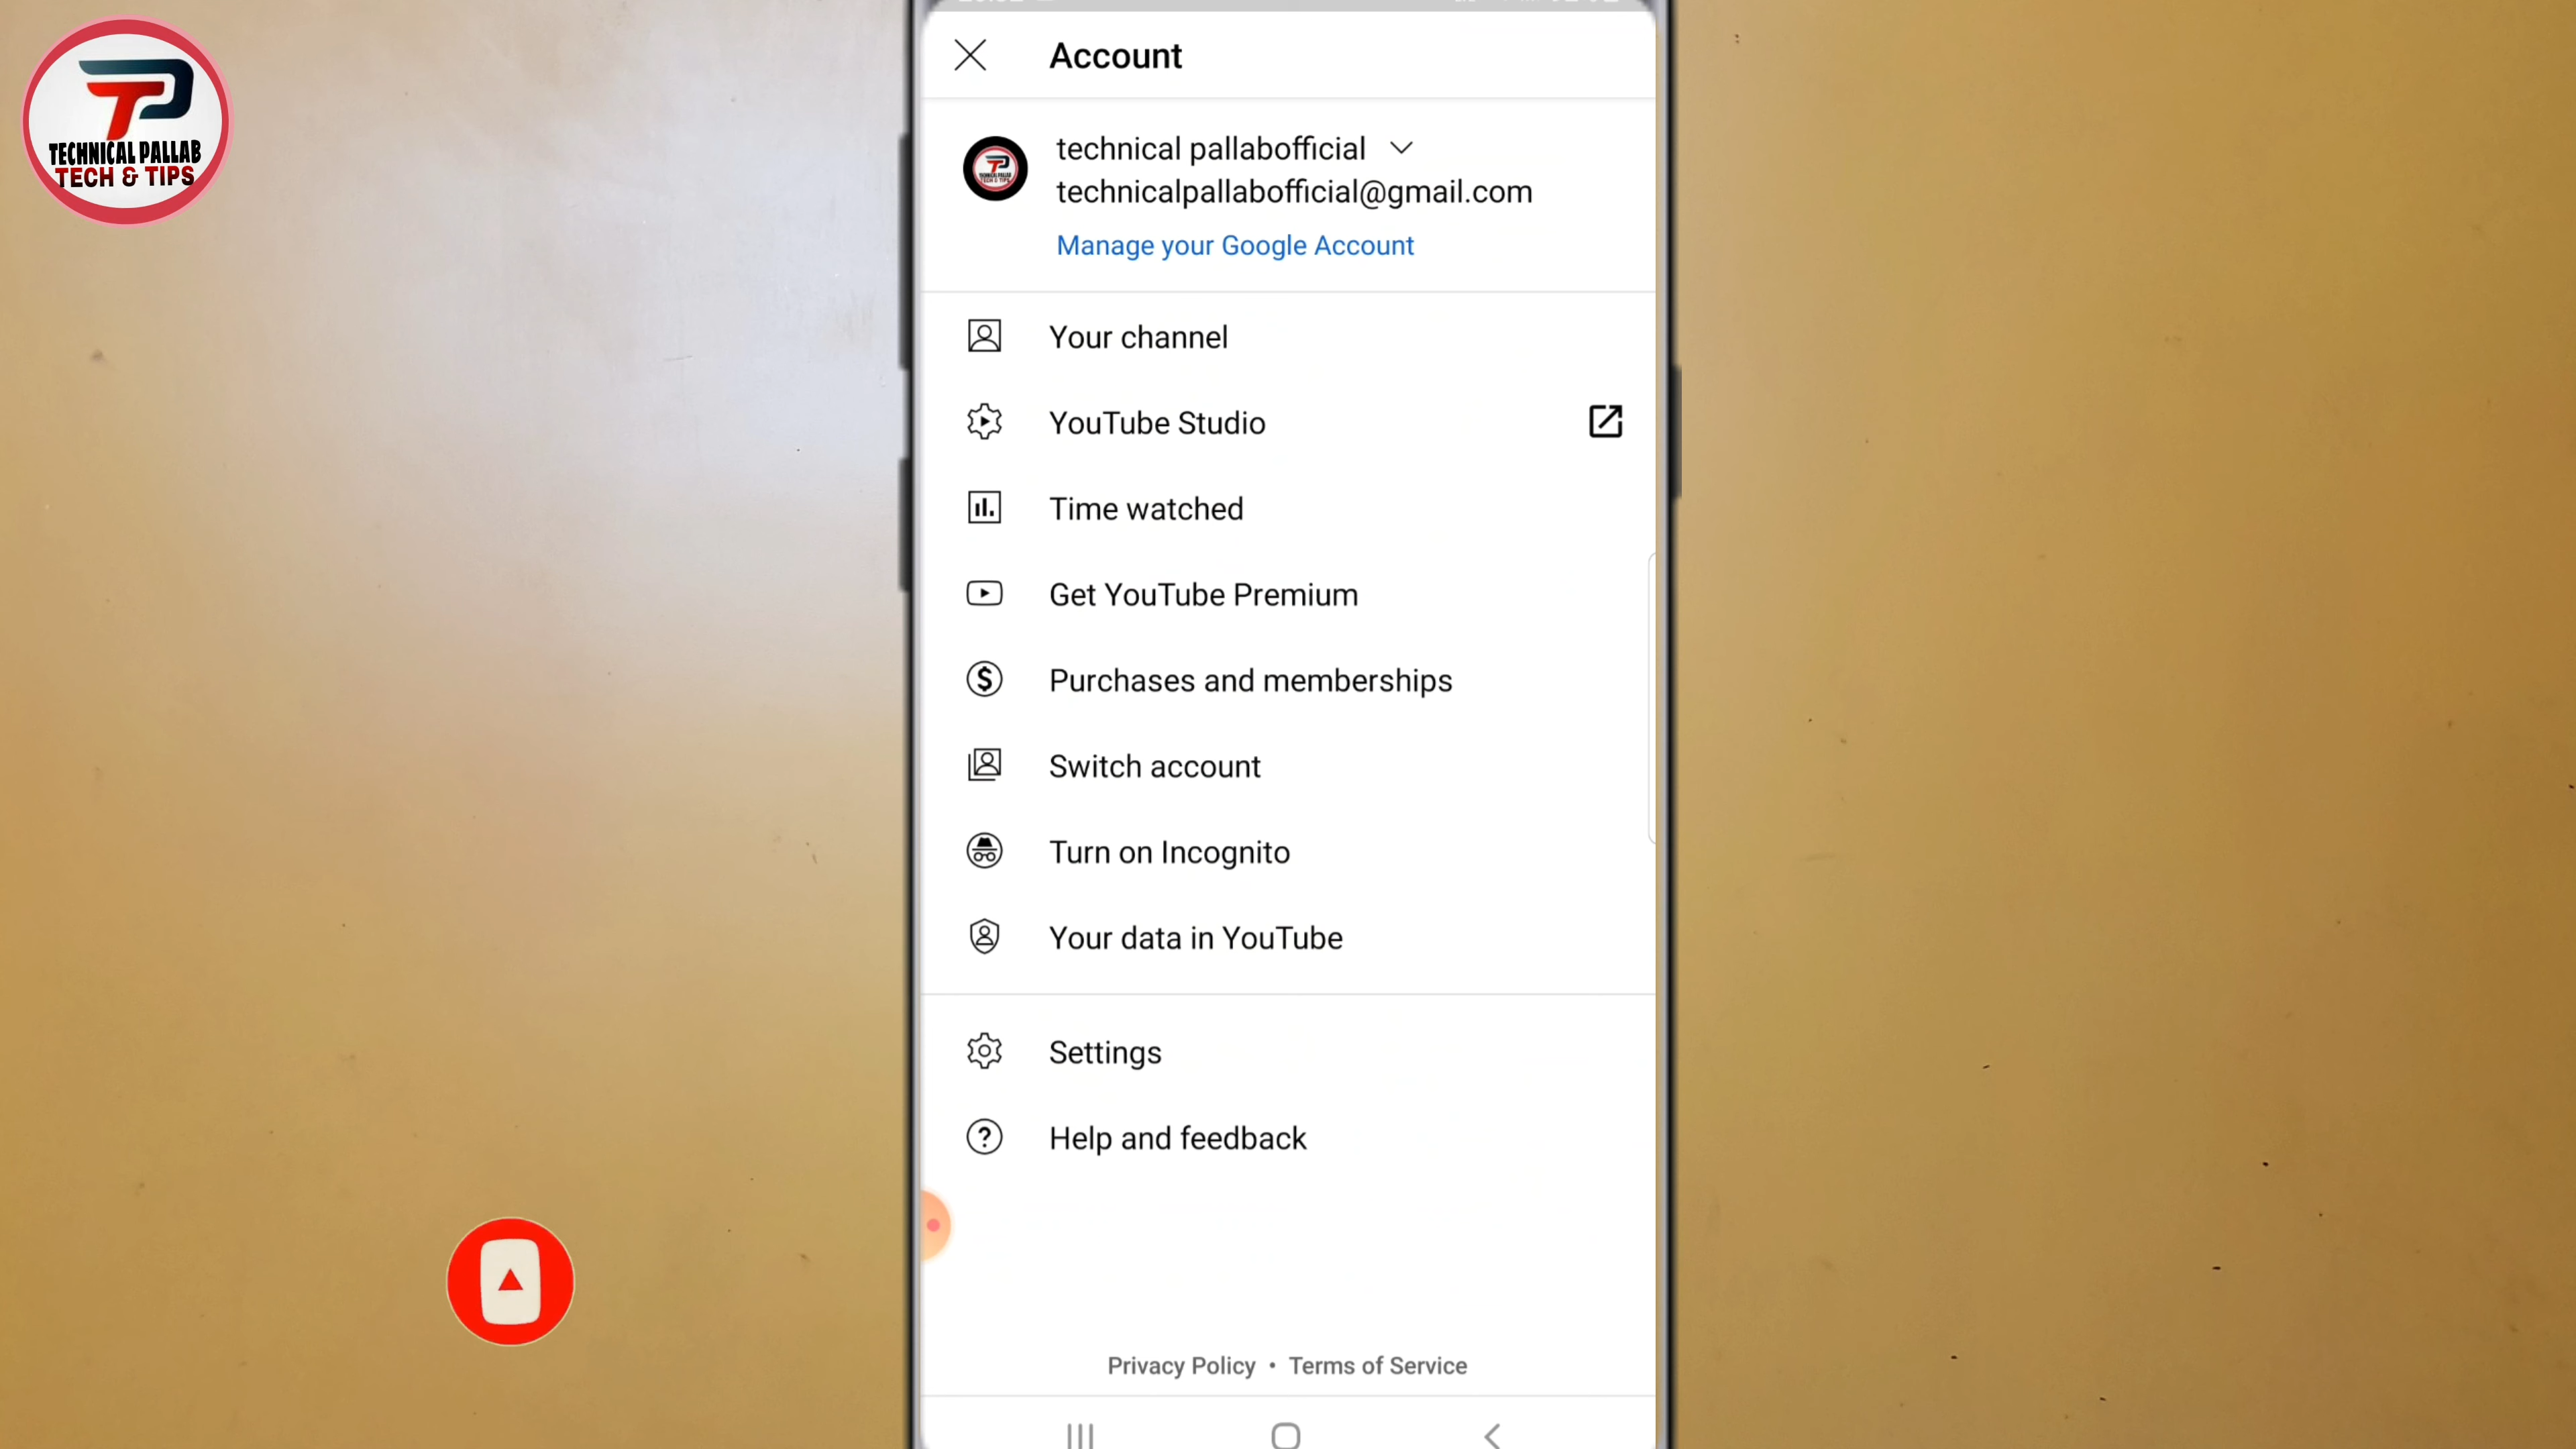 TECHNICAL PALLAB
TECH & TIPS
Account
technical pallabofficial
technicalpallabofficial@gmail.com
Manage your Google Account
Your channel
YouTube Studio
Time watched
Get YouTube Premium
Purchases and memberships
Switch account
Turn on Incognito
Your data in YouTube
Settings
Help and feedback
Privacy Policy • Terms of Service